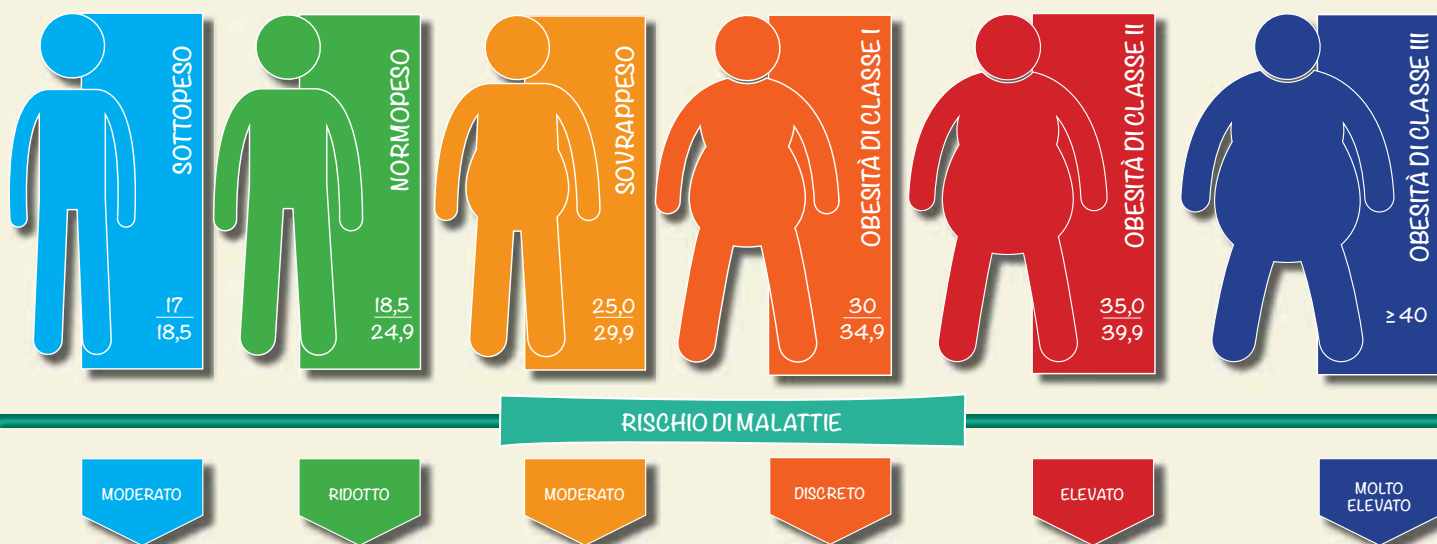 SOTTOPESO
17
18,5
NORMOPESO
18,5
24,9
SOVRAPPESO
25,0
29,9
OBESITÀ DI CLASSE I
30
34,9
OBESITÀ DI CLASSE II
35,0
39,9
OBESITÀ DI CLASSE III
≥ 40
RISCHIO DI MALATTIE
MODERATO
RIDOTTO
MODERATO
DISCRETO
ELEVATO
MOLTO
ELEVATO